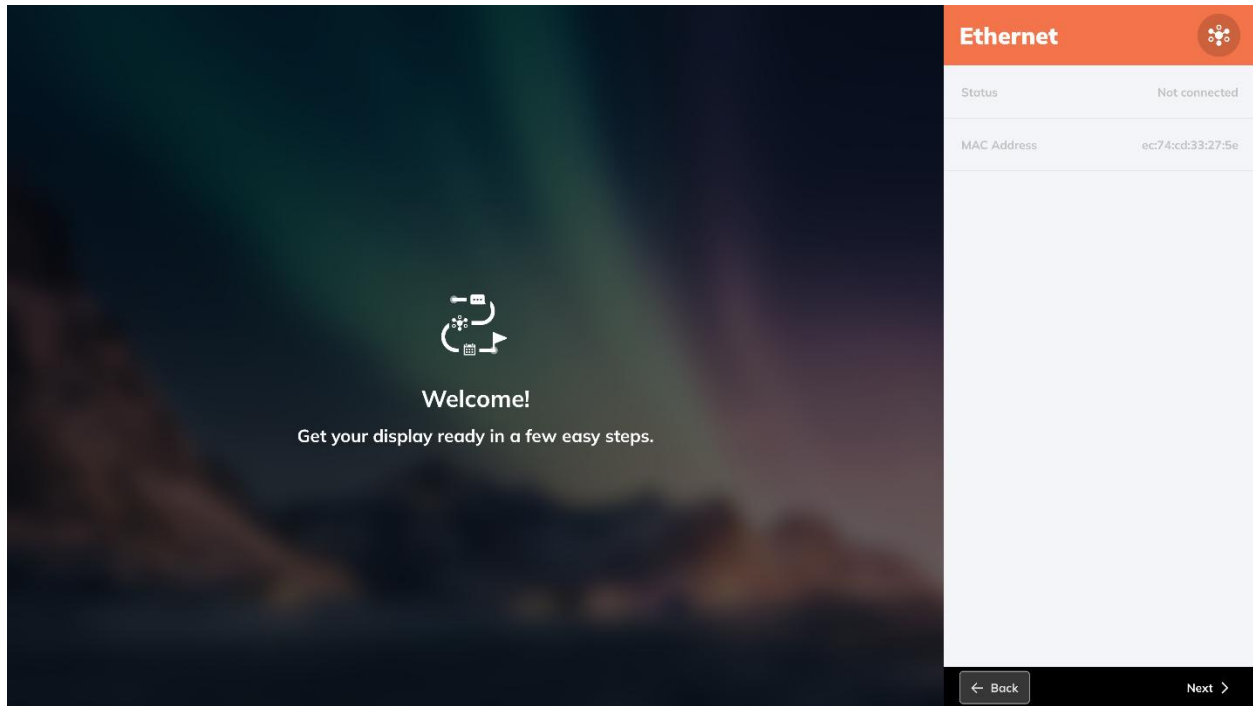 Ethernet
Status Not connected
MAC Address ec:74:cd:33:27:5e
Welcome!
Get your display ready in a few easy steps.
Back Next